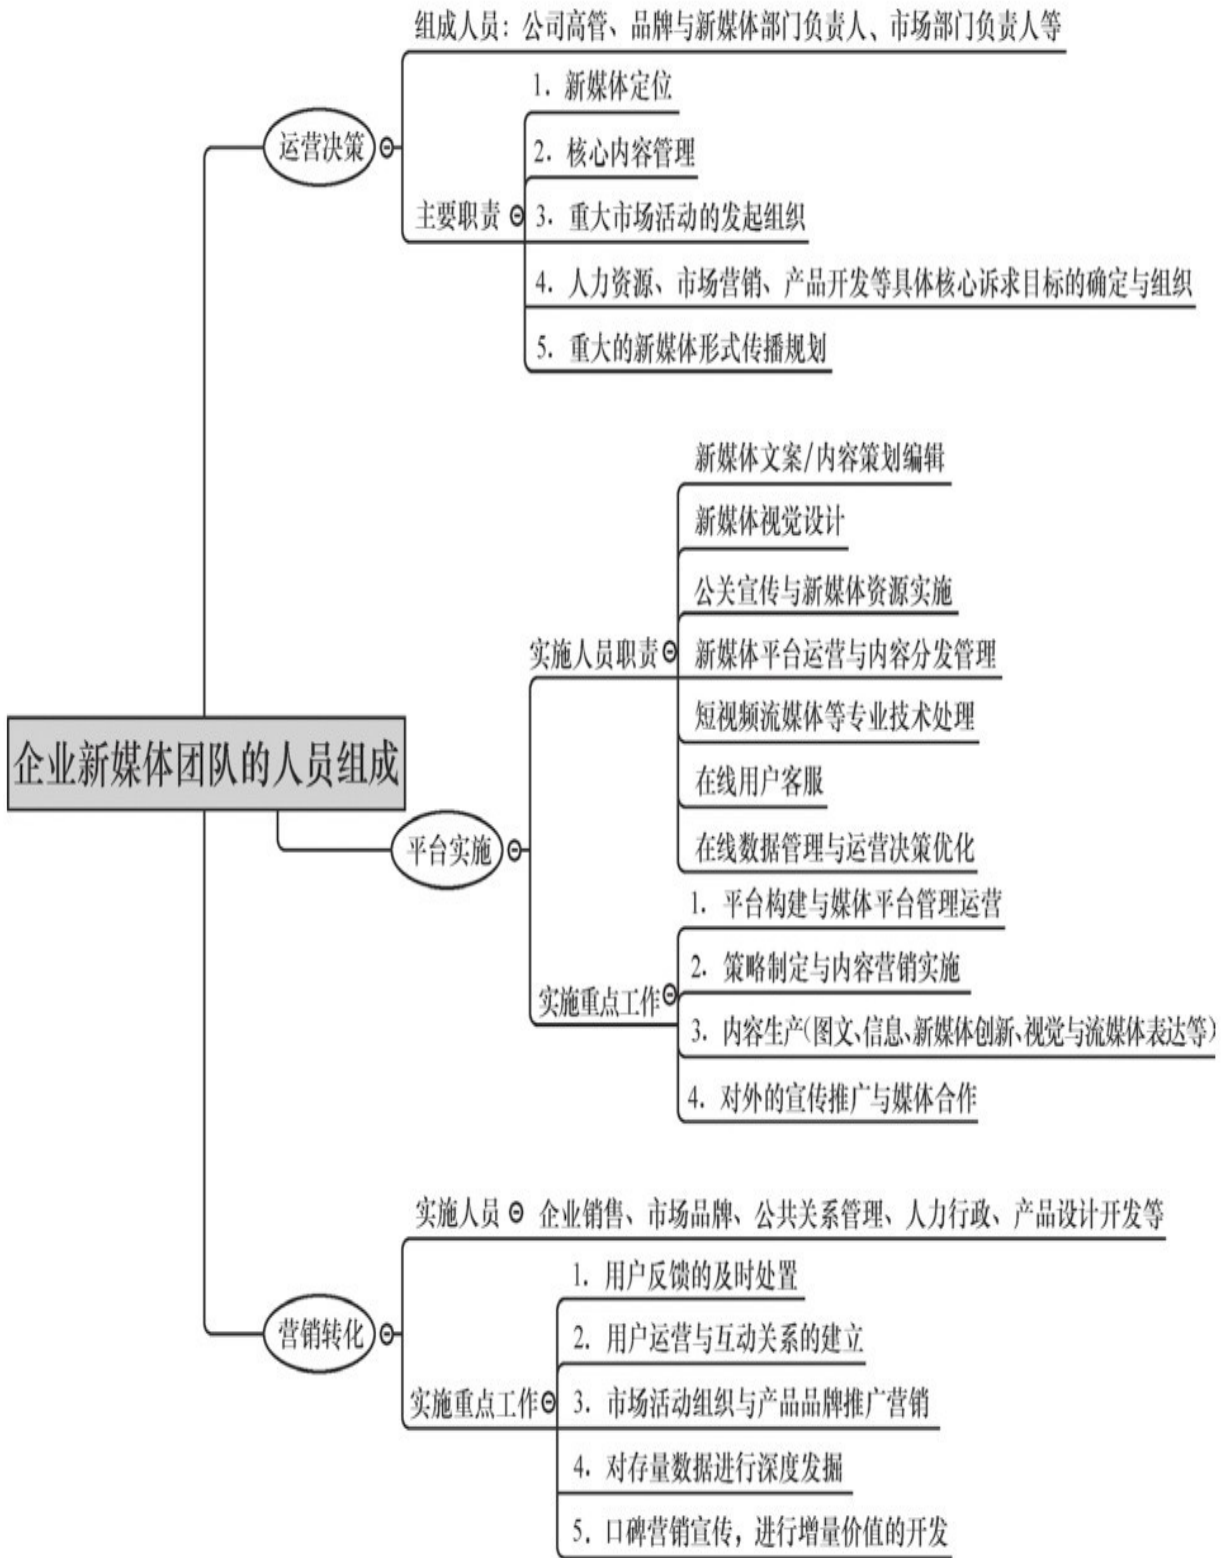 企业新媒体团队的人员组成
运营决策
组成人员：公司高管、品牌与新媒体部门负责人、市场部门负责人等
主要职责
1. 新媒体定位
2. 核心内容管理
3. 重大市场活动的发起组织
4. 人力资源、市场营销、产品开发等具体核心诉求目标的确定与组织
5. 重大的新媒体形式传播规划
平台实施
实施人员职责
新媒体文案/内容策划编辑
新媒体视觉设计
公关宣传与新媒体资源实施
新媒体平台运营与内容分发管理
短视频流媒体等专业技术处理
在线用户客服
在线数据管理与运营决策优化
实施重点工作
1. 平台构建与媒体平台管理运营
2. 策略制定与内容营销实施
3. 内容生产(图文、信息、新媒体创新、视觉与流媒体表达等)
4. 对外的宣传推广与媒体合作
营销转化
实施人员
企业销售、市场品牌、公共关系管理、人力行政、产品设计开发等
实施重点工作
1. 用户反馈的及时处置
2. 用户运营与互动关系的建立
3. 市场活动组织与产品品牌推广营销
4. 对存量数据进行深度发掘
5. 口碑营销宣传，进行增量价值的开发